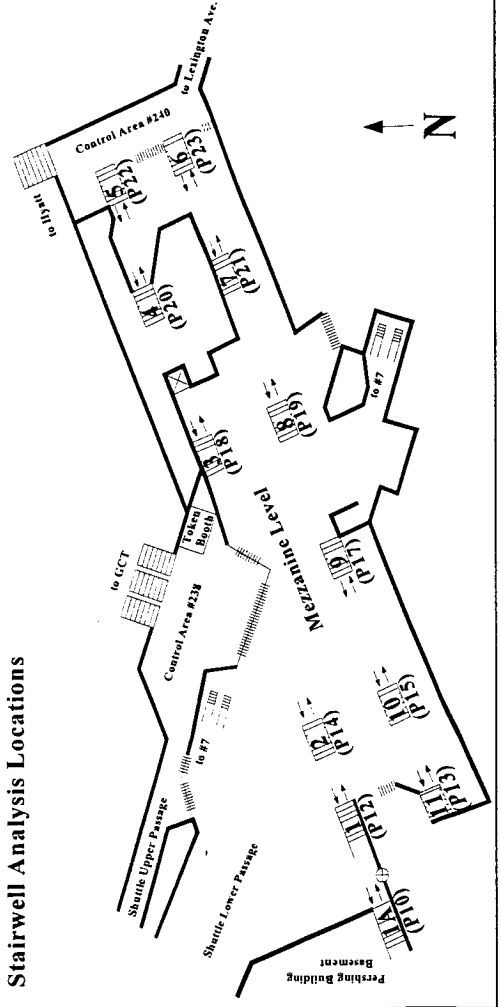 Stairwell Analysis Locations
to Hyatt
Control Area #240
to Lexington Ave.
5
(P22)
6
(P23)
4
(P20)
7
(P21)
3
(P18)
8
(P19)
to #7
to GCT
Token
Booth
Control Area #238
Mezzanine Level
9
(P17)
to #7
2
(P14)
10
(P15)
Shuttle Upper Passage
Shuttle Lower Passage
1
(P12)
11
(P13)
1A
(P10)
Pershing Building
Basement
N